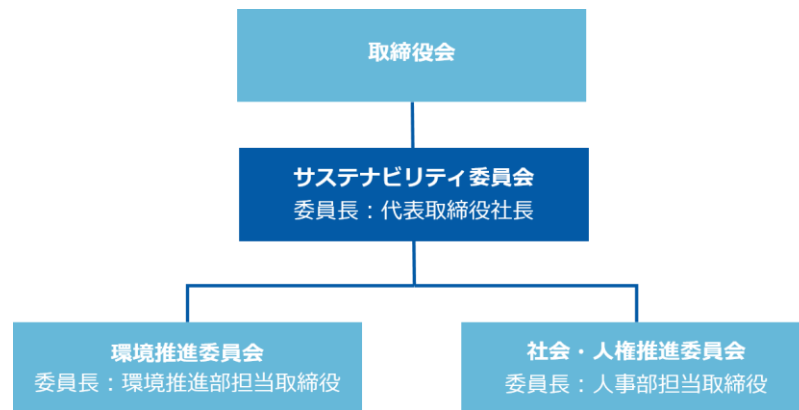 取締役会
サステナビリティ委員会
委員長：代表取締役社長
環境推進委員会
委員長：環境推進部担当取締役
社会・人権推進委員会
委員長：人事部担当取締役